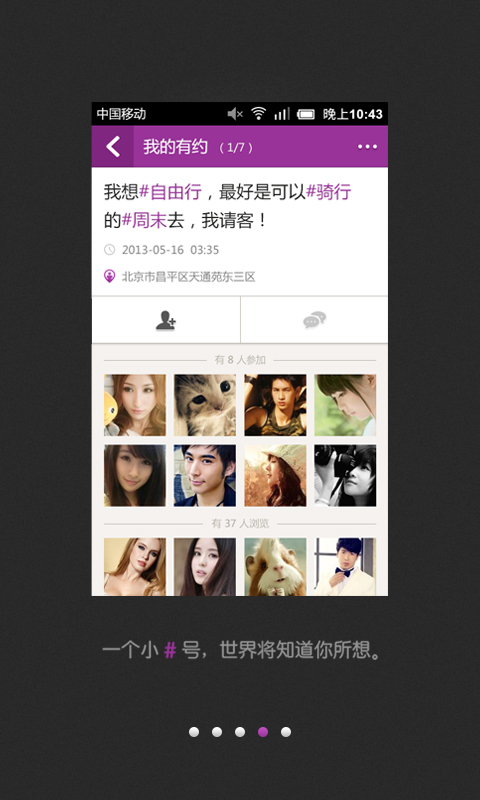 中国移动
晚上10:43
我的有约 (1/7)
我想#自由行，最好是可以#骑行
的#周末去，我请客！
2013-05-16 03:35
北京市昌平区天通苑东三区
有 8 人参加
有 37 人浏览
一个小 # 号，世界将知道你所想。